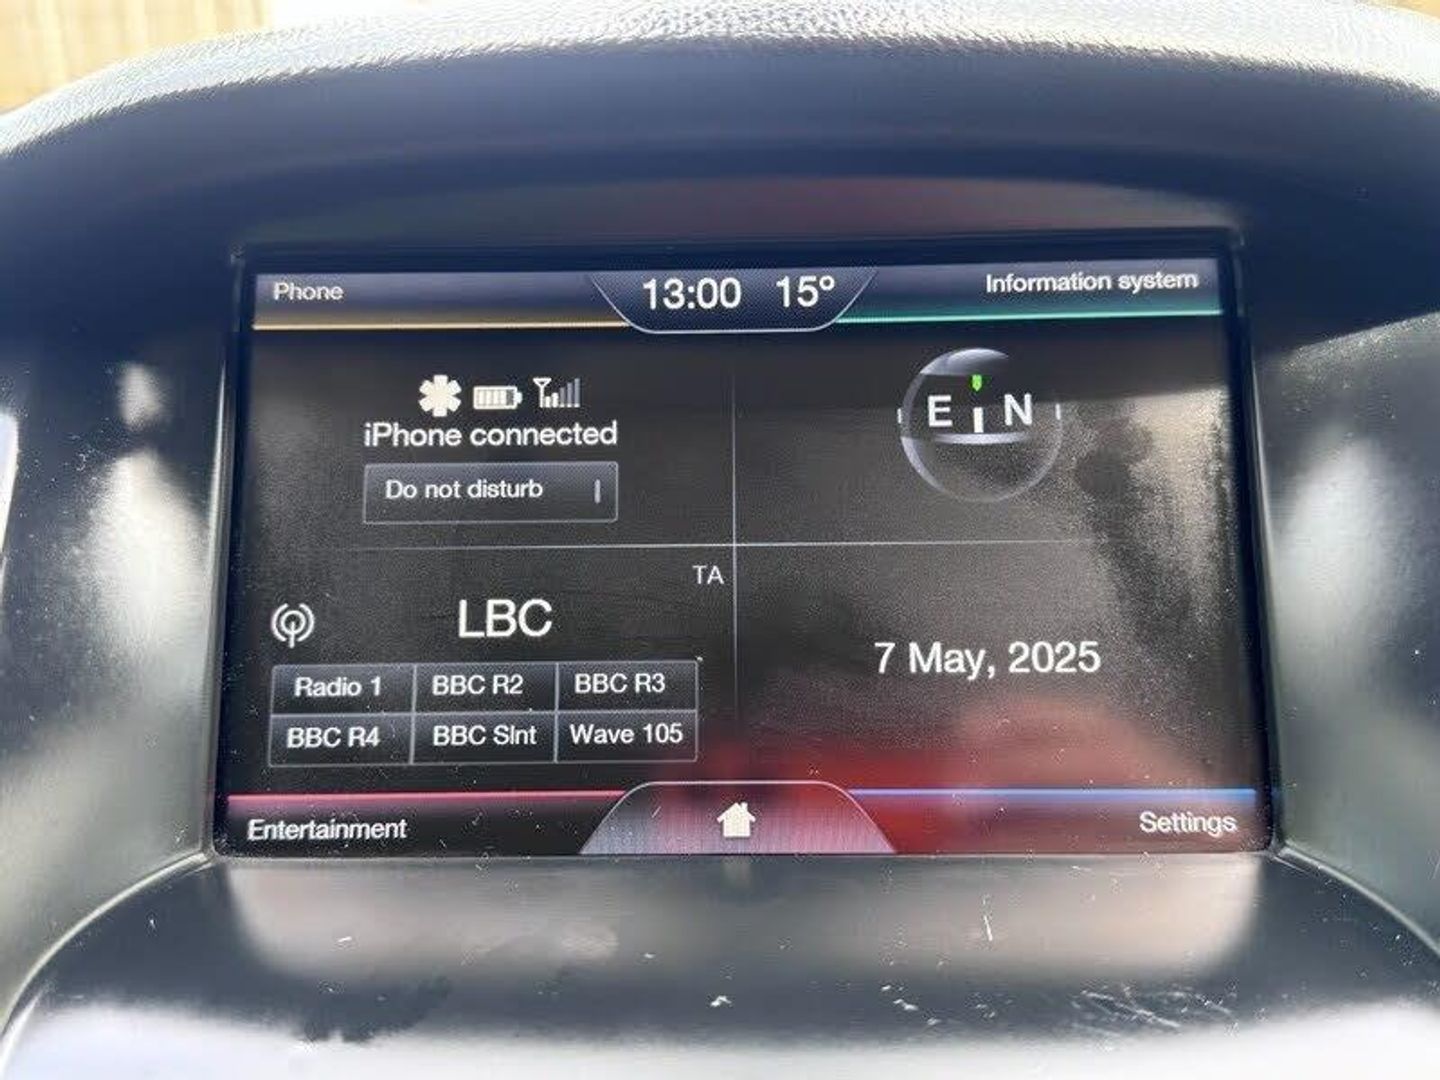 Phone
13:00 15°
Information system
iPhone connected
Do not disturb
E N
TA
LBC
Radio 1 BBC R2 BBC R3
BBC R4 BBC Slnt Wave 105
7 May, 2025
Entertainment
Settings